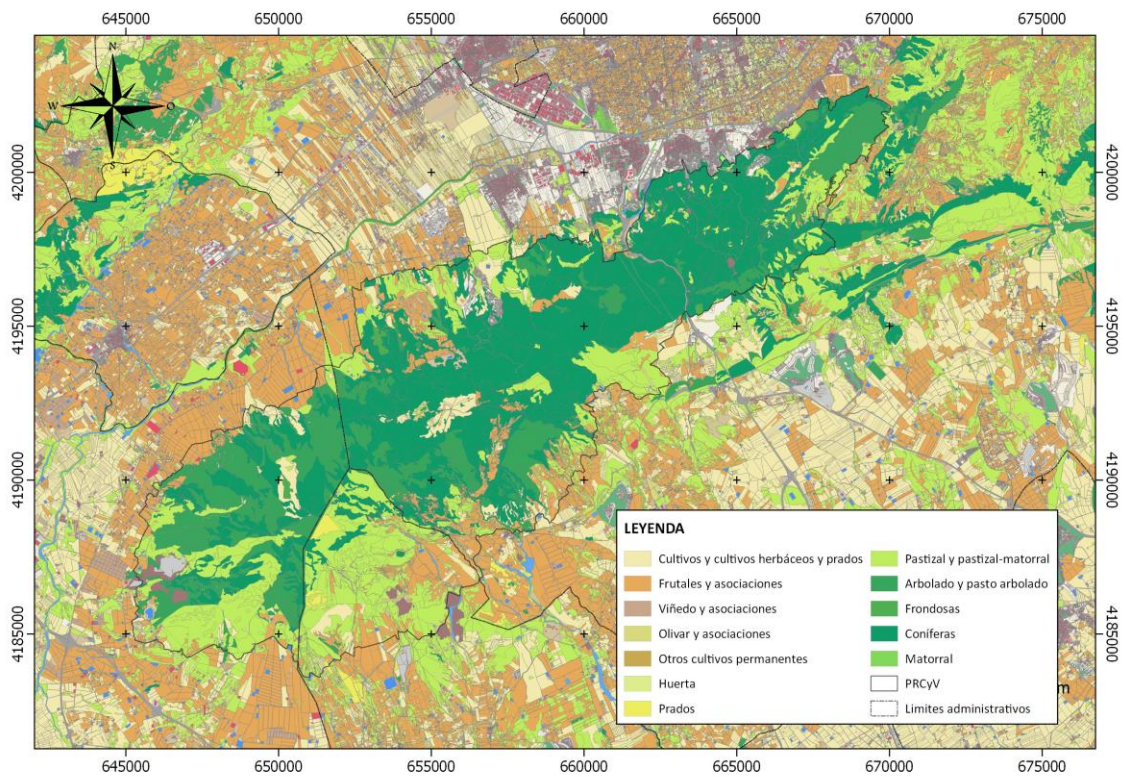 645000 650000 655000 660000 665000 670000 675000
N
W O
S
4200000 4200000
4195000 4195000
4190000 4190000
4185000 4185000
LEYENDA
Cultivos y cultivos herbáceos y prados
Frutales y asociaciones
Viñedo y asociaciones
Olivar y asociaciones
Otros cultivos permanentes
Huerta
Prados
Pastizal y pastizal-matorral
Arbolado y pasto arbolado
Frondosas
Coníferas
Matorral
PRCyV
Limites administrativos
m
645000 650000 655000 660000 665000 670000 675000